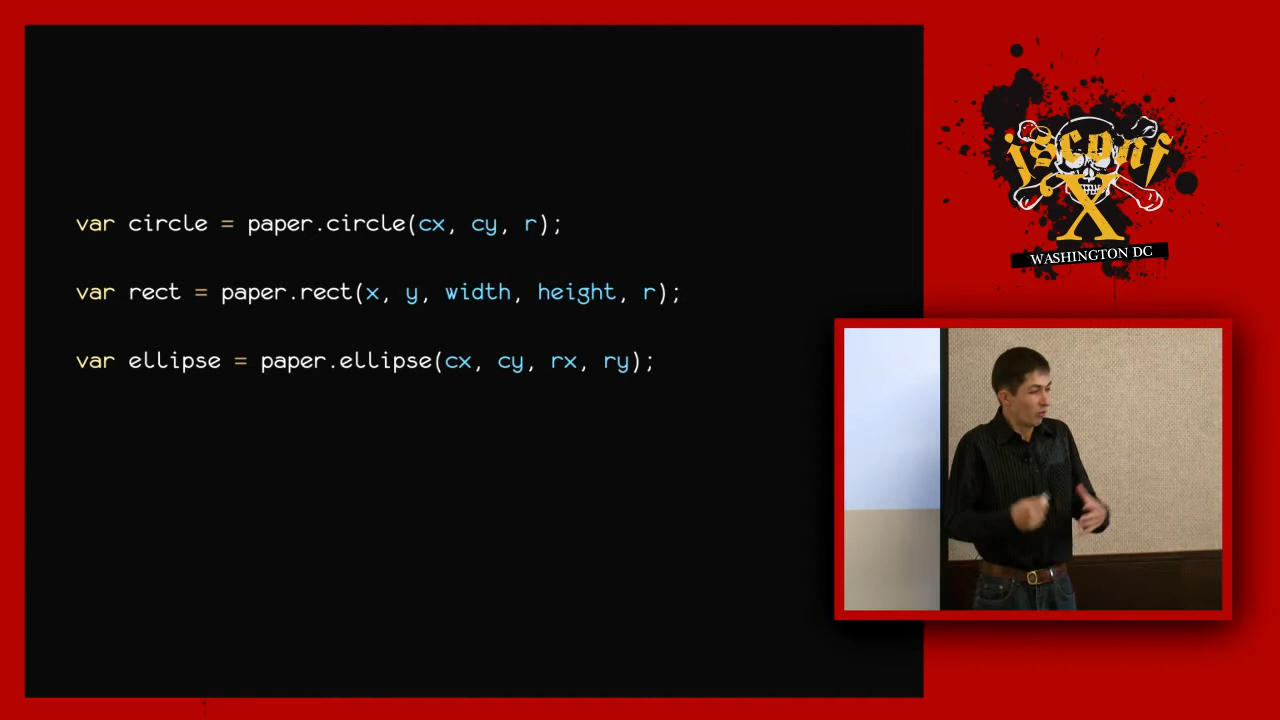 var circle = paper.circle(cx, cy, r);
var rect = paper.rect(x, y, width, height, r);
var ellipse = paper.ellipse(cx, cy, rx, ry);
jsconf
X
WASHINGTON DC